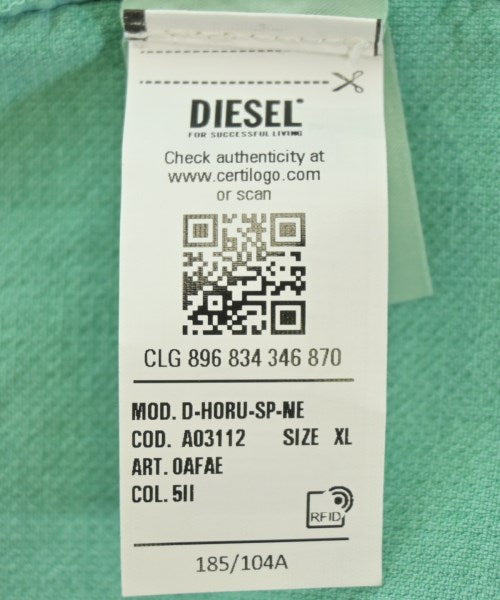 DIESEL
FOR SUCCESSFUL LIVING
Check authenticity at
www.certilogo.com
or scan
CLG 896 834 346 870
MOD. D-HORU-SP-NE
COD. A03112 SIZE XL
ART. 0AFAE
COL. 5II
RFID
185/104A